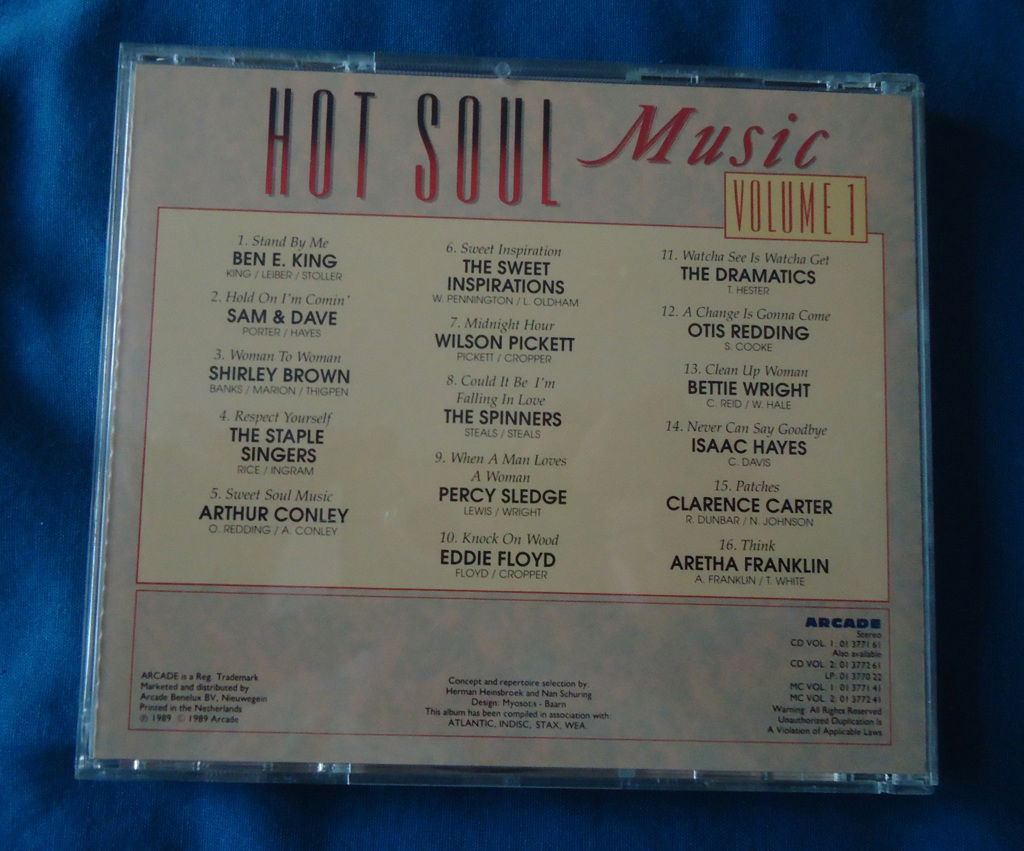 HOT SOUL Music
VOLUME 1
1. Stand By Me
BEN E. KING
KING / LEIBER / STOLLER
2. Hold On I'm Comin'
SAM & DAVE
PORTER / HAYES
3. Woman To Woman
SHIRLEY BROWN
BANKS / MARION / THIGPEN
4. Respect Yourself
THE STAPLE
SINGERS
RICE / INGRAM
5. Sweet Soul Music
ARTHUR CONLEY
O. REDDING / A. CONLEY
6. Sweet Inspiration
THE SWEET
INSPIRATIONS
W. PENNINGTON / L. OLDHAM
7. Midnight Hour
WILSON PICKETT
PICKETT / CROPPER
8. Could It Be I'm
Falling In Love
THE SPINNERS
STEALS / STEALS
9. When A Man Loves
A Woman
PERCY SLEDGE
LEWIS / WRIGHT
10. Knock On Wood
EDDIE FLOYD
FLOYD / CROPPER
11. Watcha See Is Watcha Get
THE DRAMATICS
T. HESTER
12. A Change Is Gonna Come
OTIS REDDING
S. COOKE
13. Clean Up Woman
BETTIE WRIGHT
C. REID / W. HALE
14. Never Can Say Goodbye
ISAAC HAYES
C. DAVIS
15. Patches
CLARENCE CARTER
R. DUNBAR / N. JOHNSON
16. Think
ARETHA FRANKLIN
A. FRANKLIN / T. WHITE
ARCADE is a Reg. Trademark
Marketed and distributed by
Arcade Benelux BV, Nieuwegein
Printed in the Netherlands
℗ 1989 © 1989 Arcade
Concept and repertoire selection by:
Herman Heinsbroek and Nan Schuring
Design: Myosotis - Baarn
This album has been compiled in association with:
ATLANTIC, INDISC, STAX, WEA.
ARCADE
Stereo
CD VOL. 1: 01 3771 61
Also available
CD VOL. 2: 01 3772 61
LP: 01 3770 22
MC VOL. 1: 01 3771 41
MC VOL. 2: 01 3772 41
Warning: All Rights Reserved
Unauthorized Duplication Is
A Violation of Applicable Laws